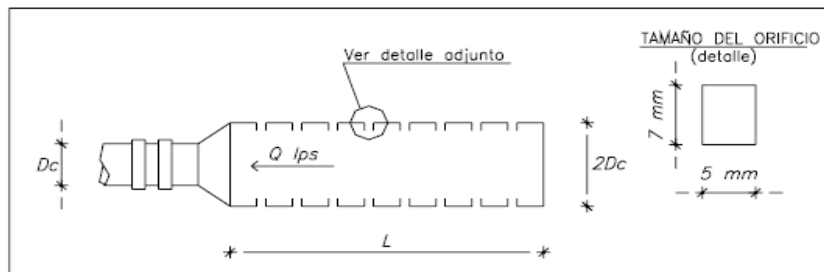 Ver detalle adjunto
TAMAÑO DEL ORIFICIO
(detalle)
7 mm
5 mm
Dc
Q lps
2Dc
L